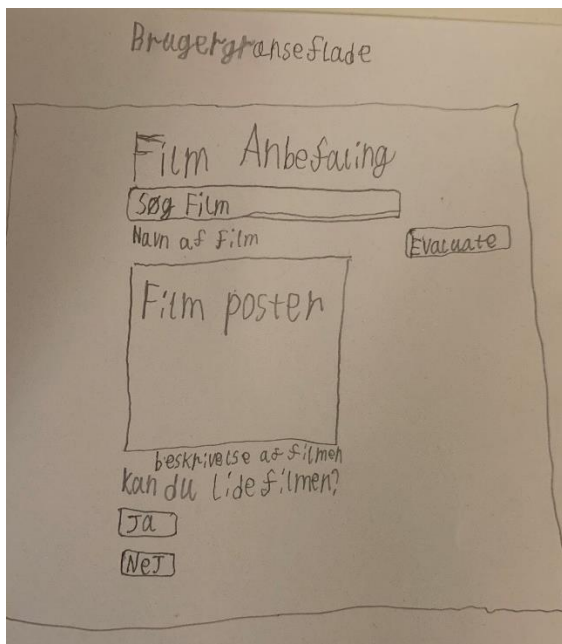 Brugergranseflade
Film Anbefaling
Søg Film
Navn af film
Evaluate
Film poster
beskrivelse af filmen
Kan du lide filmen?
Ja
Nej